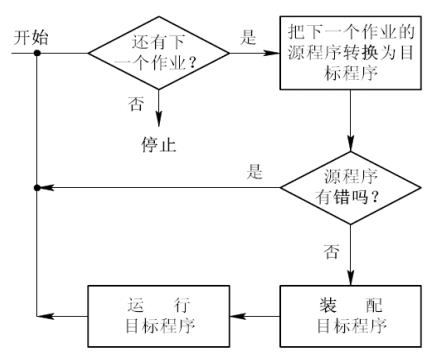 开始
还有下
一个作业？
是
把下一个作业的
源程序转换为目
标程序
否
停止
是
源程序
有错吗？
否
运 行
目标程序
装 配
目标程序